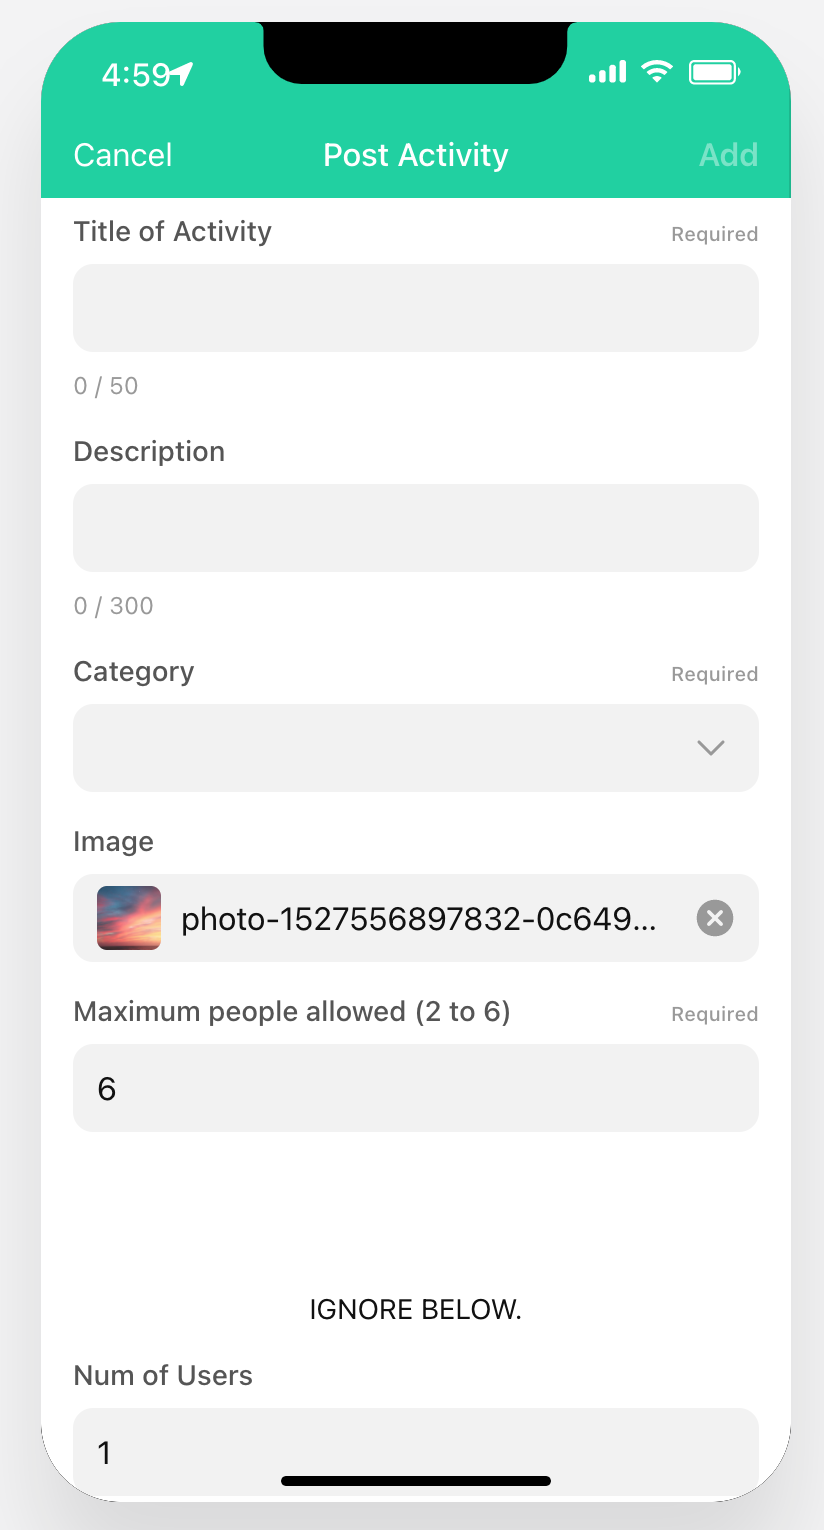 4:59
Cancel Post Activity Add
Title of Activity Required
0 / 50
Description
0 / 300
Category Required
Image
photo-1527556897832-0c649...
Maximum people allowed (2 to 6) Required
6
IGNORE BELOW.
Num of Users
1